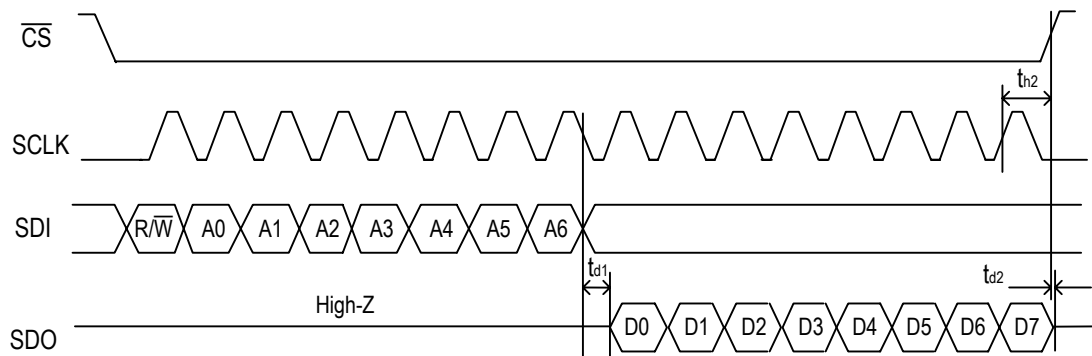 C̅S̅
th2
SCLK
SDI R/W̅ A0 A1 A2 A3 A4 A5 A6
td1 td2
High-Z
SDO D0 D1 D2 D3 D4 D5 D6 D7